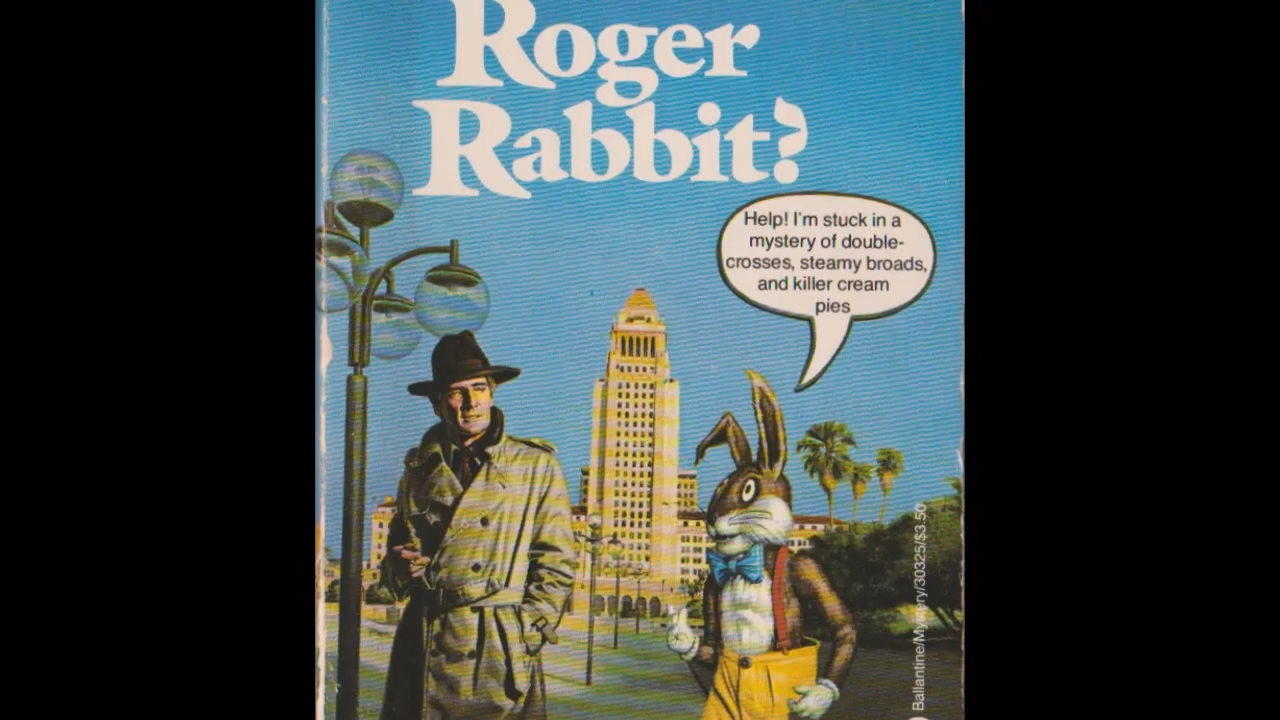 Roger
Rabbit?
Help! I'm stuck in a
mystery of double-
crosses, steamy broads,
and killer cream
pies
Ballantine/Mystery/30325/$3.50